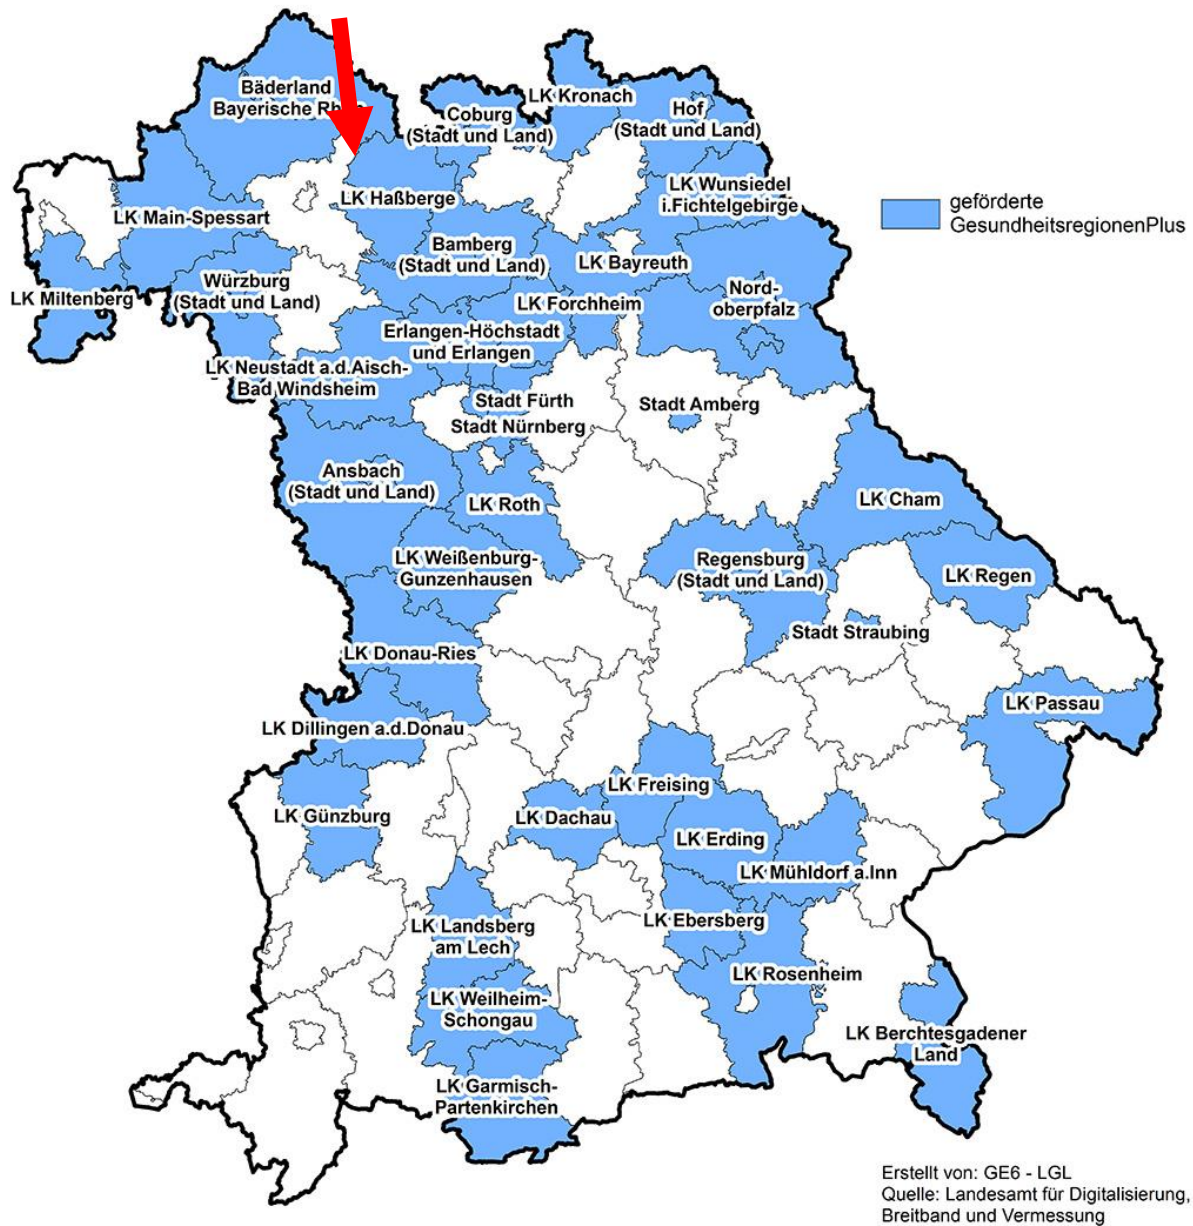 Bäderland
Bayerische Rhön
LK Kronach
Coburg
(Stadt und Land)
Hof
(Stadt und Land)
LK Haßberge
LK Wunsiedel
i.Fichtelgebirge
geförderte
GesundheitsregionenPlus
LK Main-Spessart
Bamberg
(Stadt und Land)
LK Bayreuth
LK Miltenberg
Würzburg
(Stadt und Land)
LK Forchheim
Nord-
oberpfalz
Erlangen-Höchstadt
und Erlangen
LK Neustadt a.d.Aisch-
Bad Windsheim
Stadt Fürth
Stadt Nürnberg
Stadt Amberg
Ansbach
(Stadt und Land)
LK Roth
LK Cham
LK Weißenburg-
Gunzenhausen
Regensburg
(Stadt und Land)
LK Regen
Stadt Straubing
LK Donau-Ries
LK Passau
LK Dillingen a.d.Donau
LK Freising
LK Günzburg
LK Dachau
LK Erding
LK Mühldorf a.Inn
LK Landsberg
am Lech
LK Ebersberg
LK Rosenheim
LK Weilheim-
Schongau
LK Berchtesgadener
Land
LK Garmisch-
Partenkirchen
Erstellt von: GE6 - LGL
Quelle: Landesamt für Digitalisierung,
Breitband und Vermessung